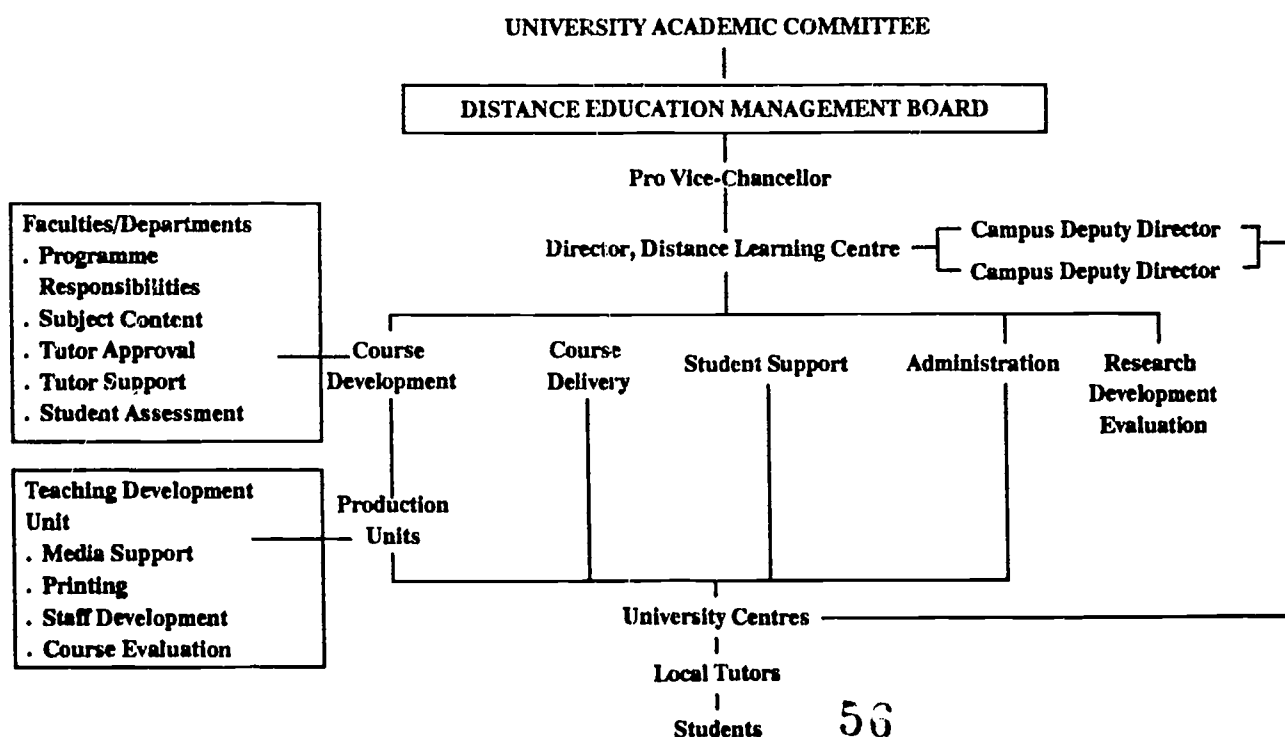 UNIVERSITY ACADEMIC COMMITTEE
DISTANCE EDUCATION MANAGEMENT BOARD
Pro Vice-Chancellor
Director, Distance Learning Centre
Campus Deputy Director
Campus Deputy Director
Faculties/Departments
. Programme
Responsibilities
. Subject Content
. Tutor Approval
. Tutor Support
. Student Assessment
Course
Development
Course
Delivery
Student Support
Administration
Research
Development
Evaluation
Teaching Development
Unit
. Media Support
. Printing
. Staff Development
. Course Evaluation
Production
Units
University Centres
Local Tutors
Students
56